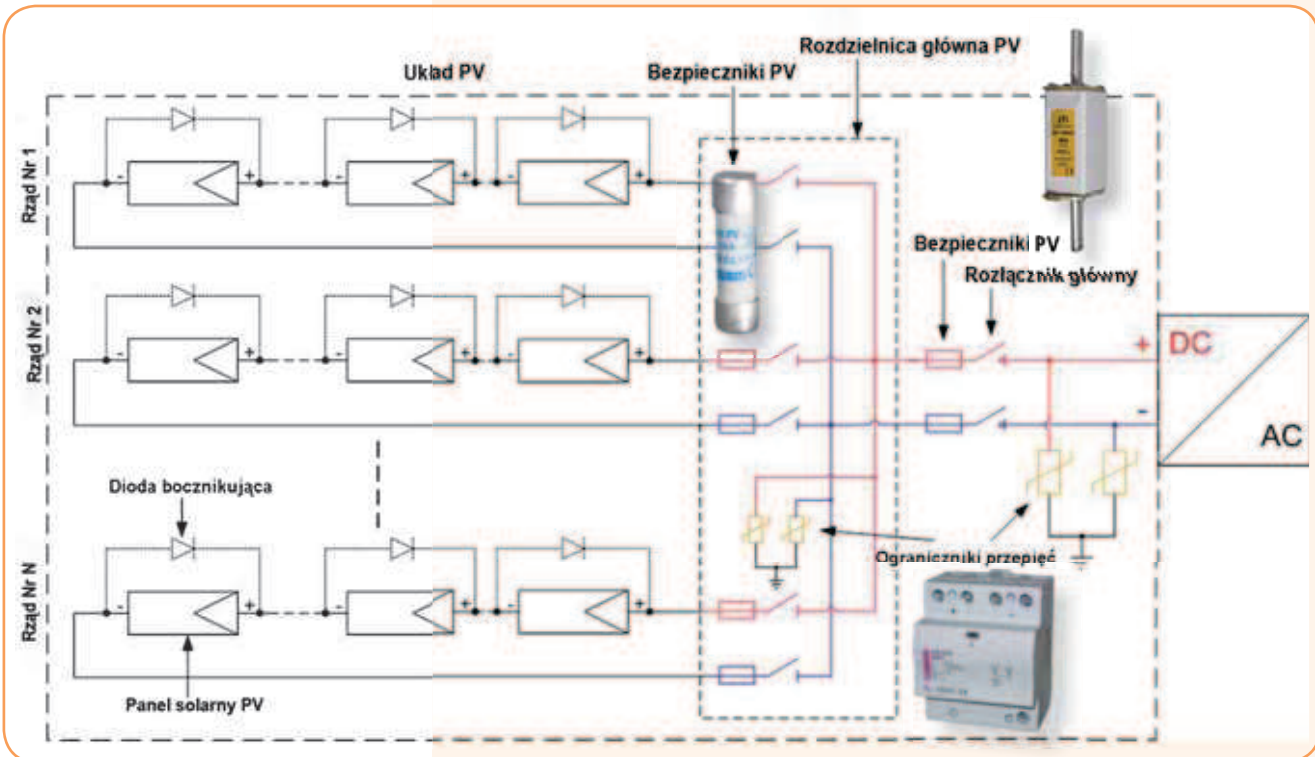 Układ PV
Bezpieczniki PV
Rozdzielnica główna PV
Rząd Nr 1
Bezpieczniki PV
Rozłącznik główny
Rząd Nr 2
+
DC
-
AC
Dioda bocznikująca
Ograniczniki przepięć
Rząd Nr N
Panel solarny PV
- + - + - +
- + - + - +
- + - + - +